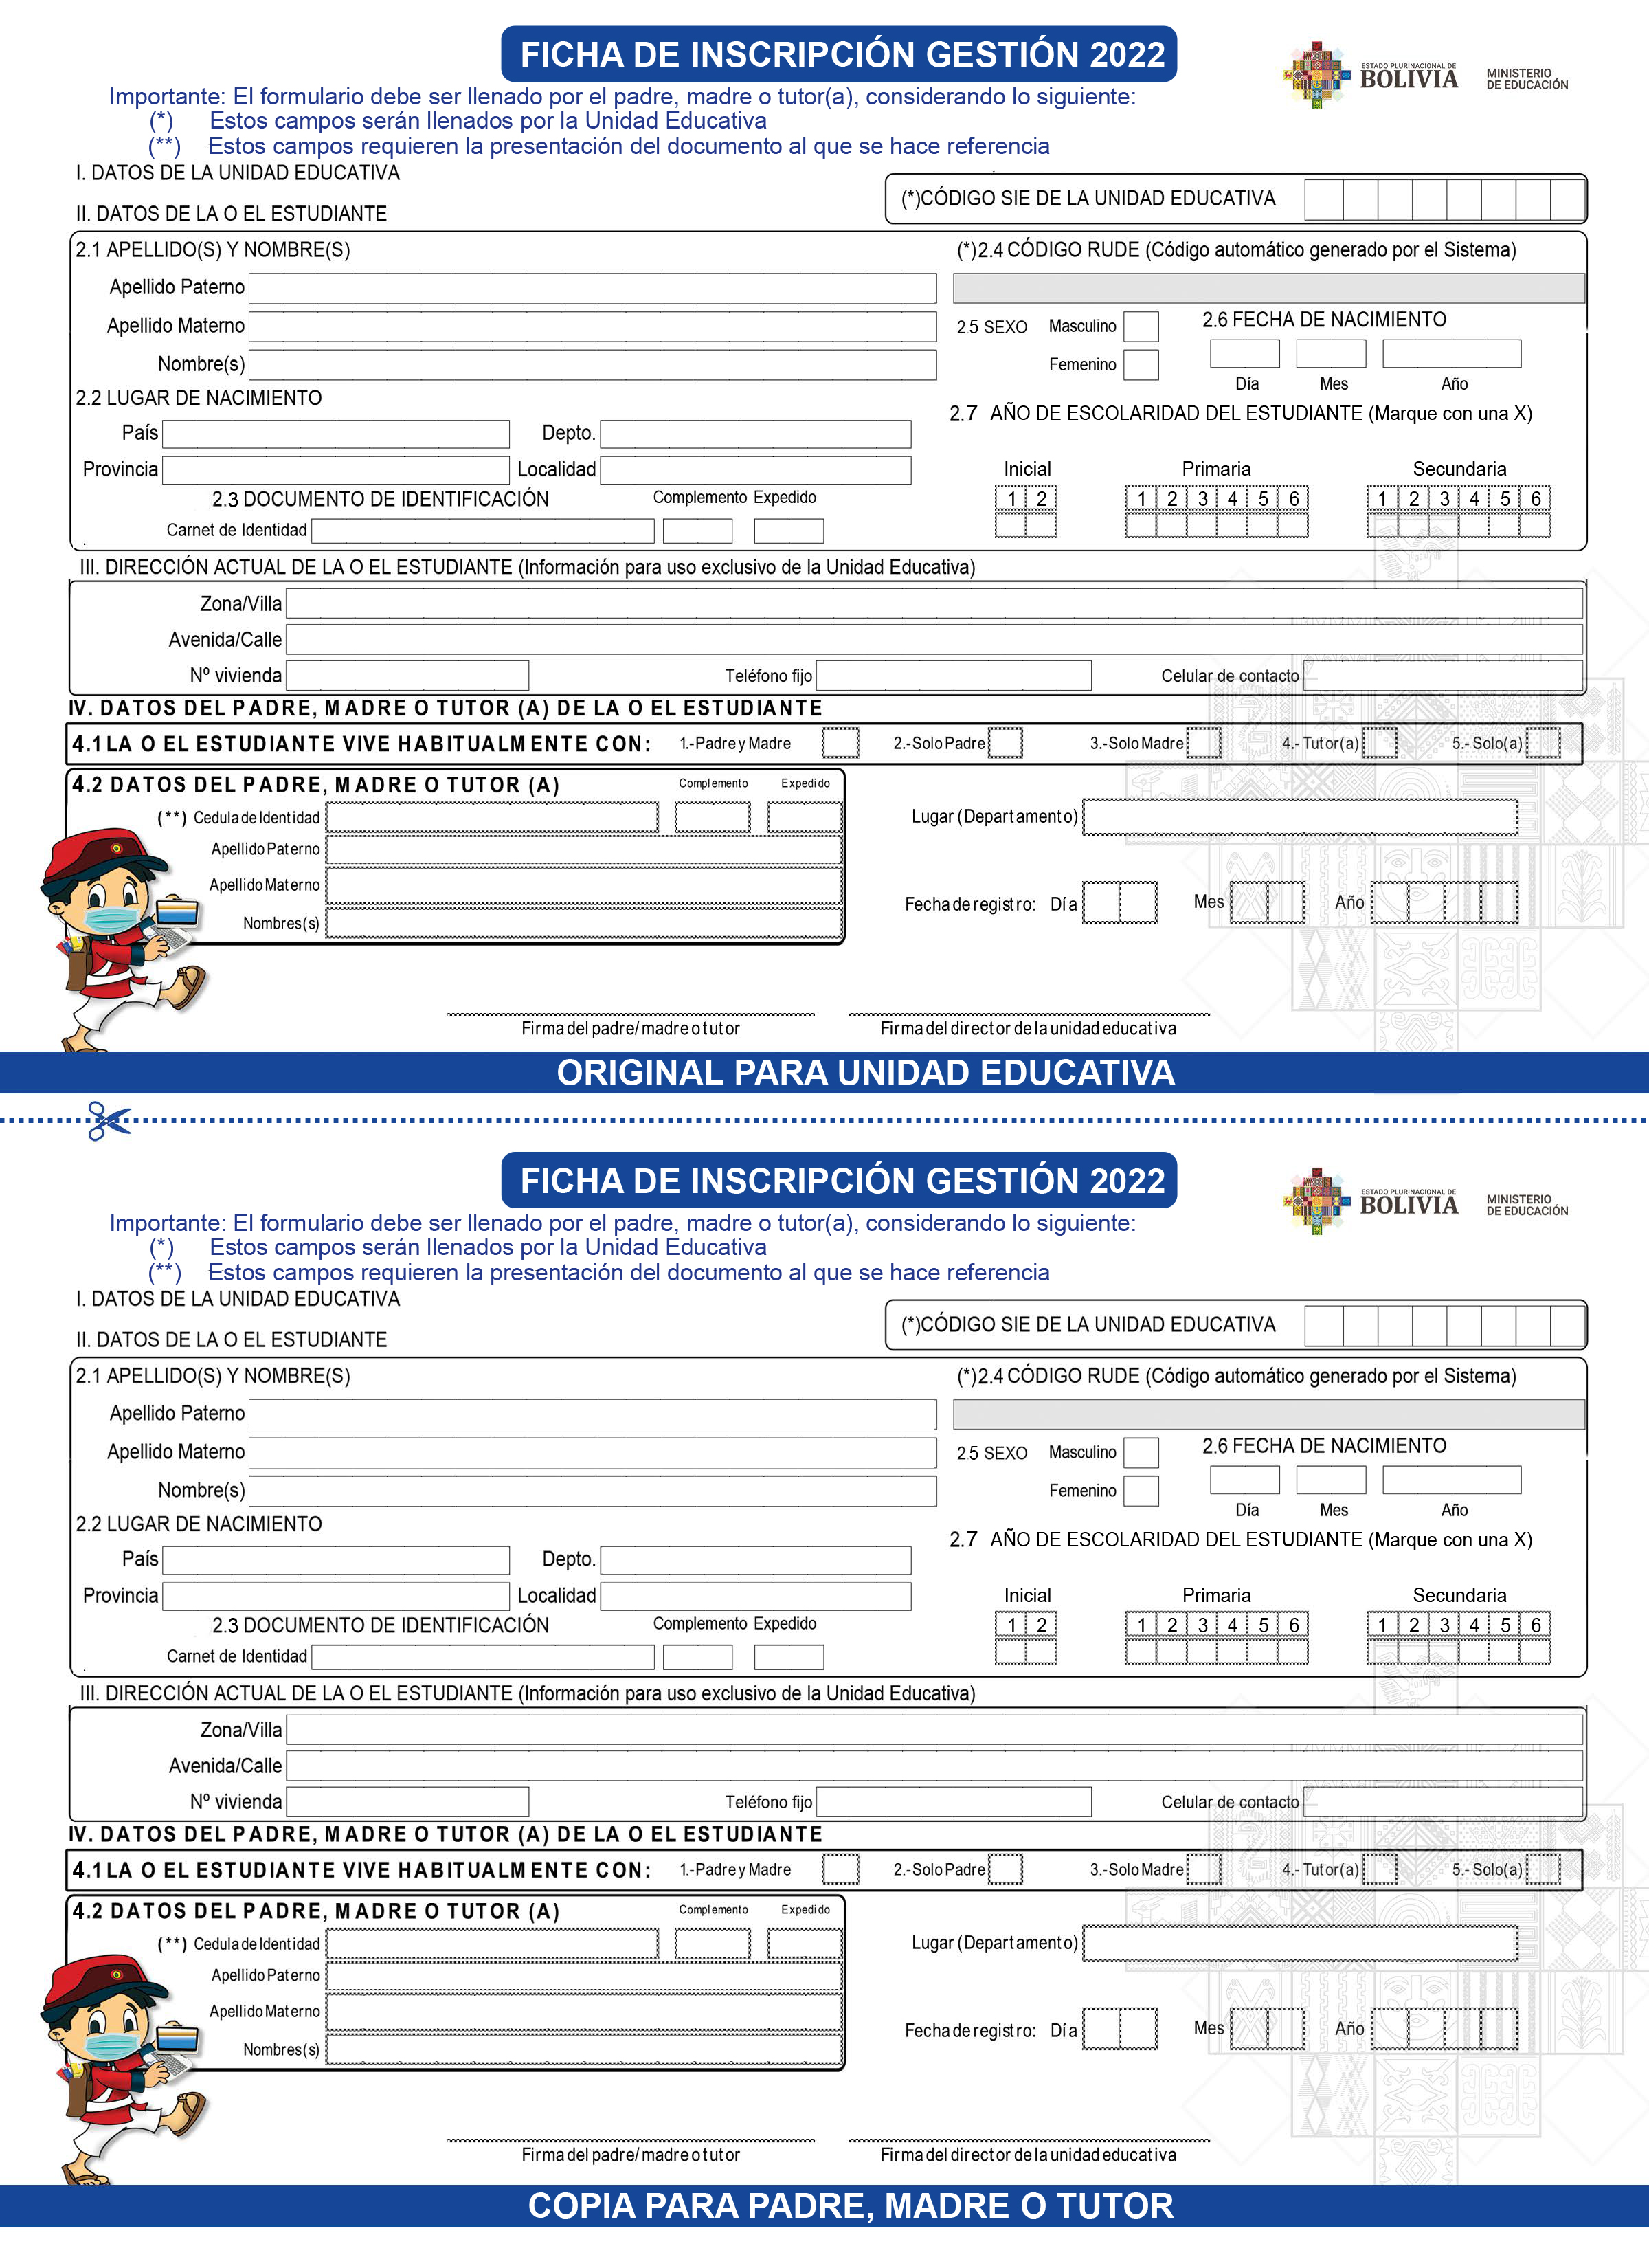 FICHA DE INSCRIPCIÓN GESTIÓN 2022
ESTADO PLURINACIONAL DE
BOLIVIA
MINISTERIO
DE EDUCACIÓN
Importante: El formulario debe ser llenado por el padre, madre o tutor(a), considerando lo siguiente:
(*) Estos campos serán llenados por la Unidad Educativa
(**) Estos campos requieren la presentación del documento al que se hace referencia
I. DATOS DE LA UNIDAD EDUCATIVA
(*)CÓDIGO SIE DE LA UNIDAD EDUCATIVA
II. DATOS DE LA O EL ESTUDIANTE
2.1 APELLIDO(S) Y NOMBRE(S)
(*)2.4 CÓDIGO RUDE (Código automático generado por el Sistema)
Apellido Paterno
Apellido Materno
2.5 SEXO Masculino
2.6 FECHA DE NACIMIENTO
Nombre(s)
Femenino
Día Mes Año
2.2 LUGAR DE NACIMIENTO
2.7 AÑO DE ESCOLARIDAD DEL ESTUDIANTE (Marque con una X)
País Depto.
Provincia Localidad
Inicial Primaria Secundaria
2.3 DOCUMENTO DE IDENTIFICACIÓN Complemento Expedido
1 2 1 2 3 4 5 6 1 2 3 4 5 6
Carnet de Identidad
III. DIRECCIÓN ACTUAL DE LA O EL ESTUDIANTE (Información para uso exclusivo de la Unidad Educativa)
Zona/Villa
Avenida/Calle
Nº vivienda Teléfono fijo Celular de contacto
IV. DATOS DEL PADRE, MADRE O TUTOR (A) DE LA O EL ESTUDIANTE
4.1 LA O EL ESTUDIANTE VIVE HABITUALMENTE CON: 1.-Padre y Madre 2.-Solo Padre 3.-Solo Madre 4.- Tutor(a) 5.- Solo(a)
4.2 DATOS DEL PADRE, MADRE O TUTOR (A) Complemento Expedido
(**) Cedula de Identidad Lugar (Departamento)
Apellido Paterno
Apellido Materno
Fecha de registro: Día Mes Año
Nombres(s)
Firma del padre/ madre o tutor Firma del director de la unidad educativa
ORIGINAL PARA UNIDAD EDUCATIVA
FICHA DE INSCRIPCIÓN GESTIÓN 2022
ESTADO PLURINACIONAL DE
BOLIVIA
MINISTERIO
DE EDUCACIÓN
Importante: El formulario debe ser llenado por el padre, madre o tutor(a), considerando lo siguiente:
(*) Estos campos serán llenados por la Unidad Educativa
(**) Estos campos requieren la presentación del documento al que se hace referencia
I. DATOS DE LA UNIDAD EDUCATIVA
(*)CÓDIGO SIE DE LA UNIDAD EDUCATIVA
II. DATOS DE LA O EL ESTUDIANTE
2.1 APELLIDO(S) Y NOMBRE(S)
(*)2.4 CÓDIGO RUDE (Código automático generado por el Sistema)
Apellido Paterno
Apellido Materno
2.5 SEXO Masculino
2.6 FECHA DE NACIMIENTO
Nombre(s)
Femenino
Día Mes Año
2.2 LUGAR DE NACIMIENTO
2.7 AÑO DE ESCOLARIDAD DEL ESTUDIANTE (Marque con una X)
País Depto.
Provincia Localidad
Inicial Primaria Secundaria
2.3 DOCUMENTO DE IDENTIFICACIÓN Complemento Expedido
1 2 1 2 3 4 5 6 1 2 3 4 5 6
Carnet de Identidad
III. DIRECCIÓN ACTUAL DE LA O EL ESTUDIANTE (Información para uso exclusivo de la Unidad Educativa)
Zona/Villa
Avenida/Calle
Nº vivienda Teléfono fijo Celular de contacto
IV. DATOS DEL PADRE, MADRE O TUTOR (A) DE LA O EL ESTUDIANTE
4.1 LA O EL ESTUDIANTE VIVE HABITUALMENTE CON: 1.-Padre y Madre 2.-Solo Padre 3.-Solo Madre 4.- Tutor(a) 5.- Solo(a)
4.2 DATOS DEL PADRE, MADRE O TUTOR (A) Complemento Expedido
(**) Cedula de Identidad Lugar (Departamento)
Apellido Paterno
Apellido Materno
Fecha de registro: Día Mes Año
Nombres(s)
Firma del padre/ madre o tutor Firma del director de la unidad educativa
COPIA PARA PADRE, MADRE O TUTOR